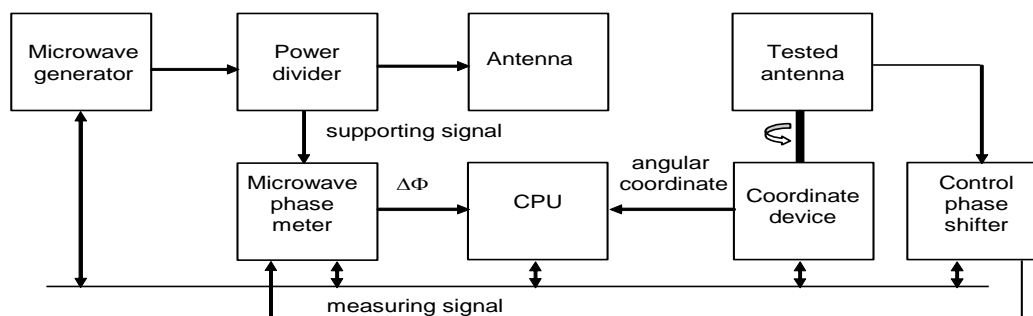 Microwave
generator
Power
divider
Antenna
Tested
antenna
supporting signal
Microwave
phase
meter
ΔΦ
CPU
angular
coordinate
Coordinate
device
Control
phase
shifter
measuring signal